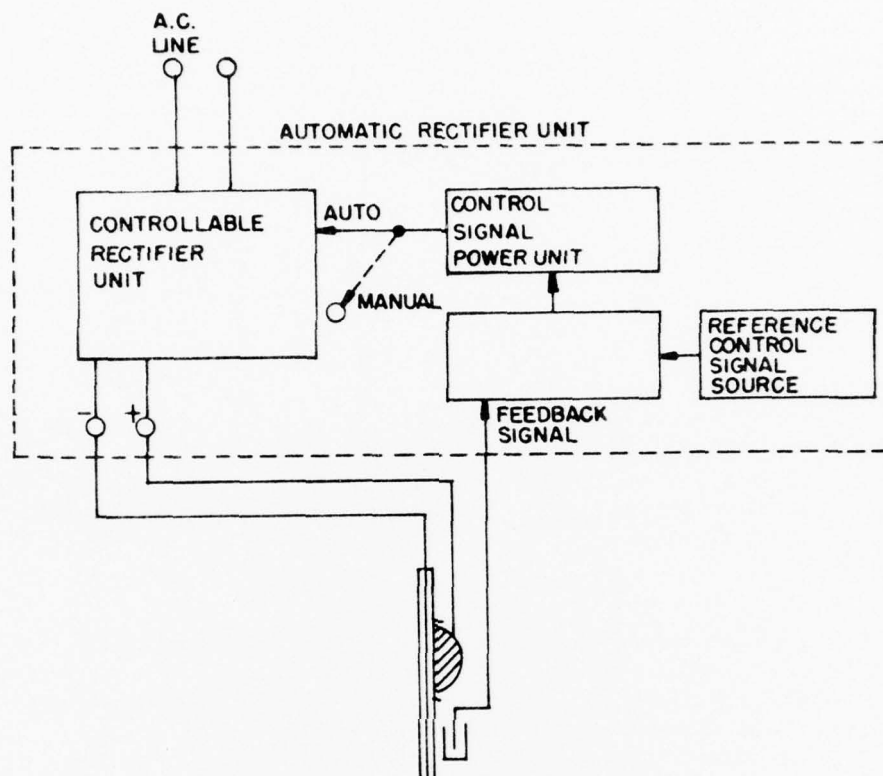 A.C.
LINE
AUTOMATIC RECTIFIER UNIT
CONTROLLABLE
RECTIFIER
UNIT
AUTO
MANUAL
CONTROL
SIGNAL
POWER UNIT
REFERENCE
CONTROL
SIGNAL
SOURCE
FEEDBACK
SIGNAL
- +